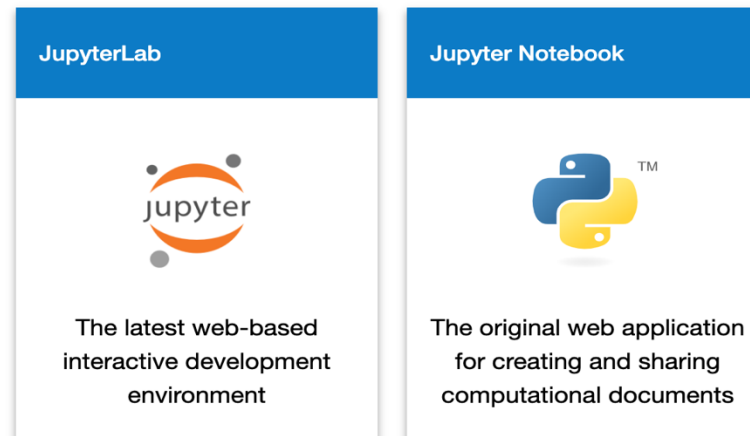 JupyterLab
jupyter
The latest web-based
interactive development
environment
Jupyter Notebook
TM
The original web application
for creating and sharing
computational documents